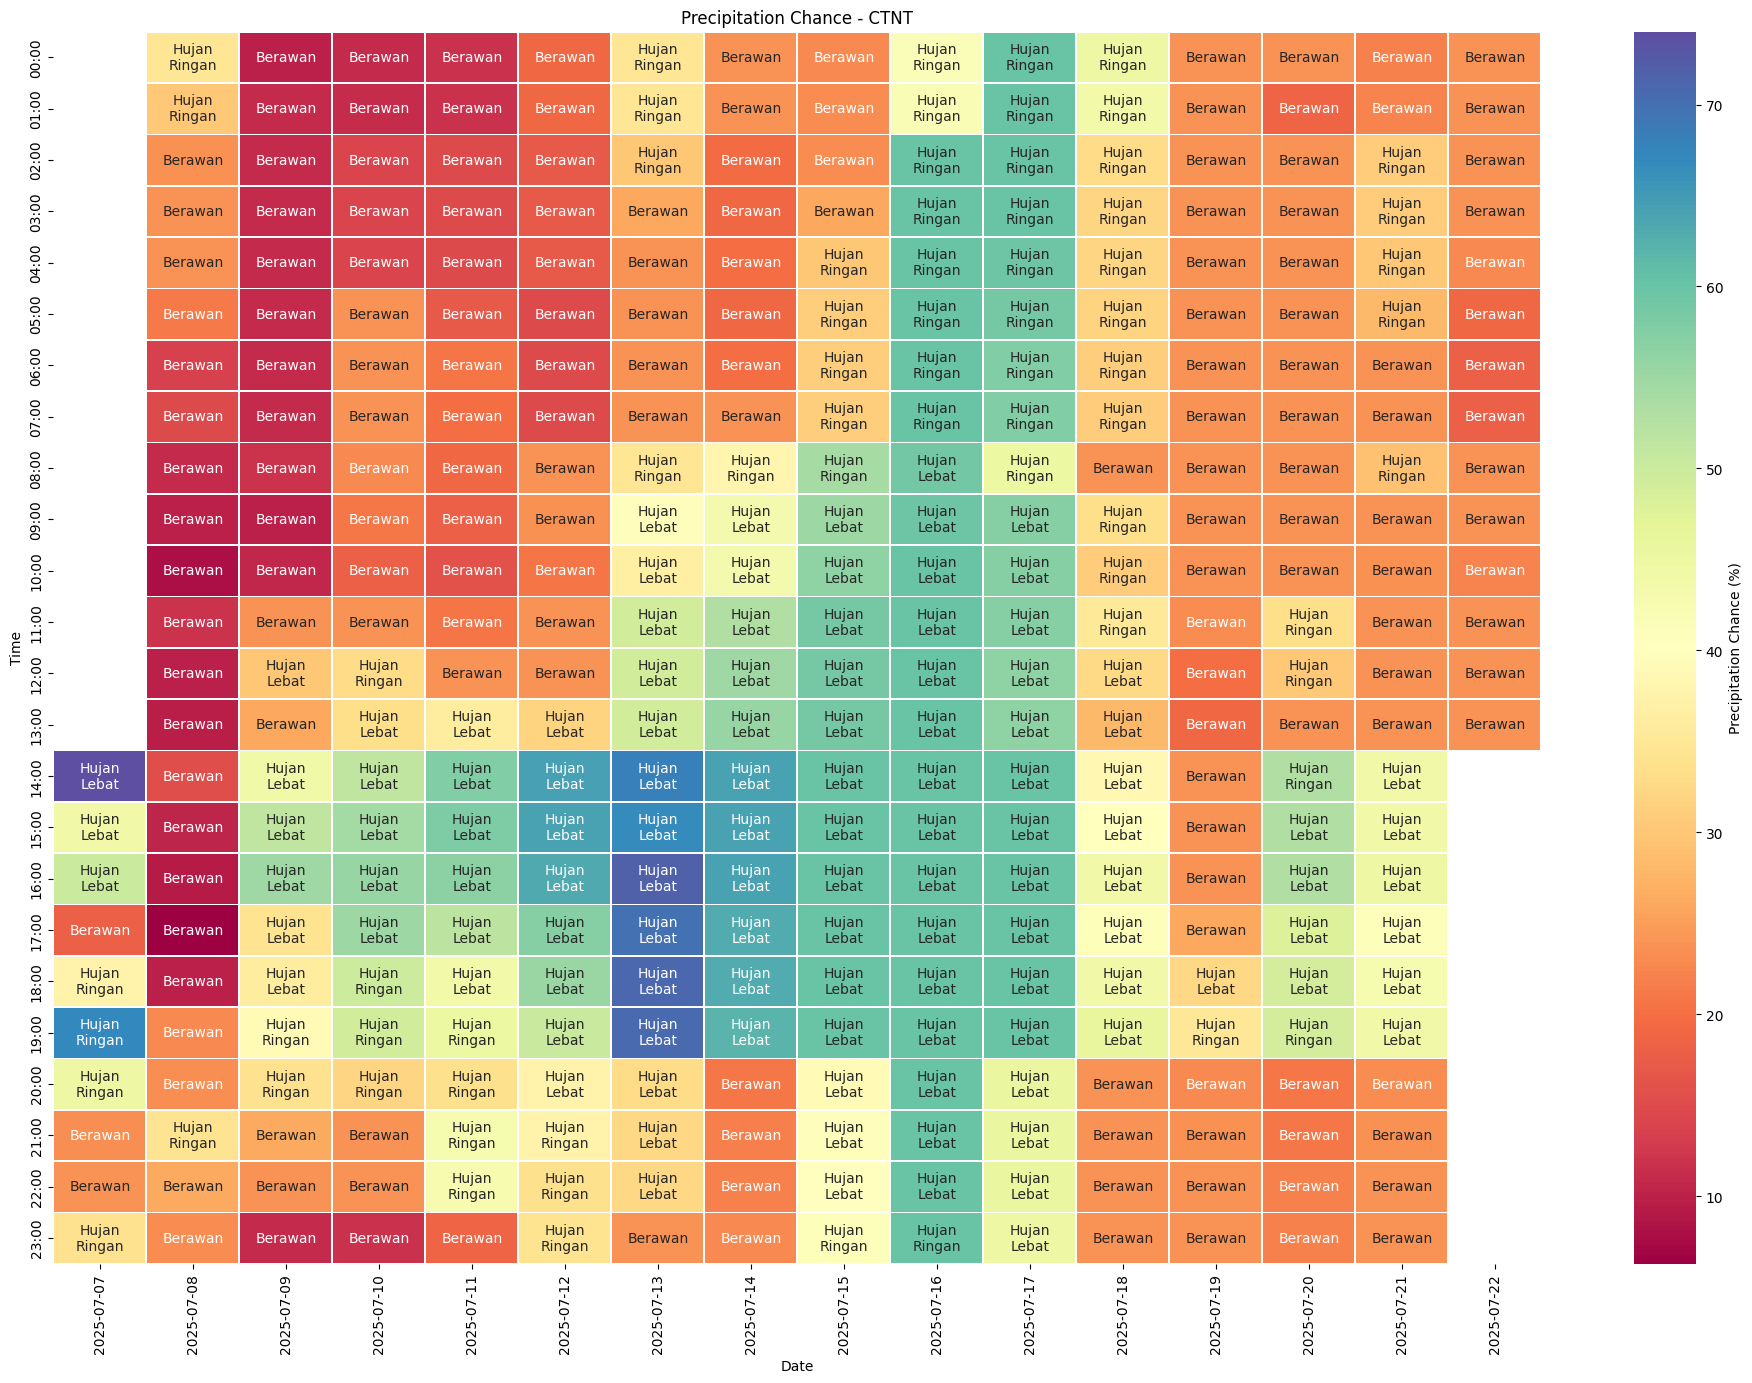 Precipitation Chance - CTNT
00:00 Hujan Ringan Berawan Berawan Berawan Berawan Hujan Ringan Berawan Berawan Hujan Ringan Hujan Ringan Hujan Ringan Berawan Berawan Berawan Berawan
01:00 Hujan Ringan Berawan Berawan Berawan Berawan Hujan Ringan Berawan Berawan Hujan Ringan Hujan Ringan Hujan Ringan Berawan Berawan Berawan Berawan
02:00 Berawan Berawan Berawan Berawan Berawan Hujan Ringan Berawan Berawan Hujan Ringan Hujan Ringan Hujan Ringan Berawan Berawan Hujan Ringan Berawan
03:00 Berawan Berawan Berawan Berawan Berawan Berawan Berawan Berawan Hujan Ringan Hujan Ringan Hujan Ringan Berawan Berawan Hujan Ringan Berawan
04:00 Berawan Berawan Berawan Berawan Berawan Berawan Berawan Hujan Ringan Hujan Ringan Hujan Ringan Hujan Ringan Berawan Berawan Hujan Ringan Berawan
05:00 Berawan Berawan Berawan Berawan Berawan Berawan Berawan Hujan Ringan Hujan Ringan Hujan Ringan Hujan Ringan Berawan Berawan Hujan Ringan Berawan
06:00 Berawan Berawan Berawan Berawan Berawan Berawan Berawan Hujan Ringan Hujan Ringan Hujan Ringan Hujan Ringan Berawan Berawan Berawan Berawan
07:00 Berawan Berawan Berawan Berawan Berawan Berawan Berawan Hujan Ringan Hujan Ringan Hujan Ringan Hujan Ringan Berawan Berawan Berawan Berawan
08:00 Berawan Berawan Berawan Berawan Berawan Hujan Ringan Hujan Ringan Hujan Ringan Hujan Lebat Hujan Ringan Berawan Berawan Berawan Hujan Ringan Berawan
09:00 Berawan Berawan Berawan Berawan Berawan Hujan Lebat Hujan Lebat Hujan Lebat Hujan Lebat Hujan Lebat Hujan Ringan Berawan Berawan Berawan Berawan
10:00 Berawan Berawan Berawan Berawan Berawan Hujan Lebat Hujan Lebat Hujan Lebat Hujan Lebat Hujan Lebat Hujan Ringan Berawan Berawan Berawan Berawan
11:00 Berawan Berawan Berawan Berawan Berawan Hujan Lebat Hujan Lebat Hujan Lebat Hujan Lebat Hujan Lebat Hujan Ringan Berawan Hujan Ringan Berawan Berawan
12:00 Berawan Hujan Lebat Hujan Ringan Berawan Berawan Hujan Lebat Hujan Lebat Hujan Lebat Hujan Lebat Hujan Lebat Hujan Lebat Berawan Hujan Ringan Berawan Berawan
13:00 Berawan Berawan Hujan Lebat Hujan Lebat Hujan Lebat Hujan Lebat Hujan Lebat Hujan Lebat Hujan Lebat Hujan Lebat Hujan Lebat Berawan Berawan Berawan Berawan
14:00 Hujan Lebat Berawan Hujan Lebat Hujan Lebat Hujan Lebat Hujan Lebat Hujan Lebat Hujan Lebat Hujan Lebat Hujan Lebat Hujan Lebat Hujan Lebat Berawan Hujan Ringan Hujan Lebat
15:00 Hujan Lebat Berawan Hujan Lebat Hujan Lebat Hujan Lebat Hujan Lebat Hujan Lebat Hujan Lebat Hujan Lebat Hujan Lebat Hujan Lebat Hujan Lebat Berawan Hujan Lebat Hujan Lebat
16:00 Hujan Lebat Berawan Hujan Lebat Hujan Lebat Hujan Lebat Hujan Lebat Hujan Lebat Hujan Lebat Hujan Lebat Hujan Lebat Hujan Lebat Hujan Lebat Berawan Hujan Lebat Hujan Lebat
17:00 Berawan Berawan Hujan Lebat Hujan Lebat Hujan Lebat Hujan Lebat Hujan Lebat Hujan Lebat Hujan Lebat Hujan Lebat Hujan Lebat Hujan Lebat Berawan Hujan Lebat Hujan Lebat
18:00 Hujan Ringan Berawan Hujan Lebat Hujan Ringan Hujan Lebat Hujan Lebat Hujan Lebat Hujan Lebat Hujan Lebat Hujan Lebat Hujan Lebat Hujan Lebat Hujan Lebat Hujan Lebat Hujan Lebat
19:00 Hujan Ringan Berawan Hujan Ringan Hujan Ringan Hujan Ringan Hujan Lebat Hujan Lebat Hujan Lebat Hujan Lebat Hujan Lebat Hujan Lebat Hujan Lebat Hujan Ringan Hujan Ringan Hujan Lebat
20:00 Hujan Ringan Berawan Hujan Ringan Hujan Ringan Hujan Ringan Hujan Lebat Hujan Lebat Berawan Hujan Lebat Hujan Lebat Hujan Lebat Berawan Berawan Berawan Berawan
21:00 Berawan Hujan Ringan Berawan Berawan Hujan Ringan Hujan Ringan Hujan Lebat Berawan Hujan Lebat Hujan Lebat Hujan Lebat Berawan Berawan Berawan Berawan
22:00 Berawan Berawan Berawan Berawan Hujan Ringan Hujan Ringan Hujan Lebat Berawan Hujan Lebat Hujan Lebat Hujan Lebat Berawan Berawan Berawan Berawan
23:00 Hujan Ringan Berawan Berawan Berawan Berawan Hujan Ringan Berawan Berawan Hujan Ringan Hujan Ringan Hujan Lebat Berawan Berawan Berawan Berawan
Time
2025-07-07 2025-07-08 2025-07-09 2025-07-10 2025-07-11 2025-07-12 2025-07-13 2025-07-14 2025-07-15 2025-07-16 2025-07-17 2025-07-18 2025-07-19 2025-07-20 2025-07-21 2025-07-22
Date
70
60
50
40
30
20
10
Precipitation Chance (%)